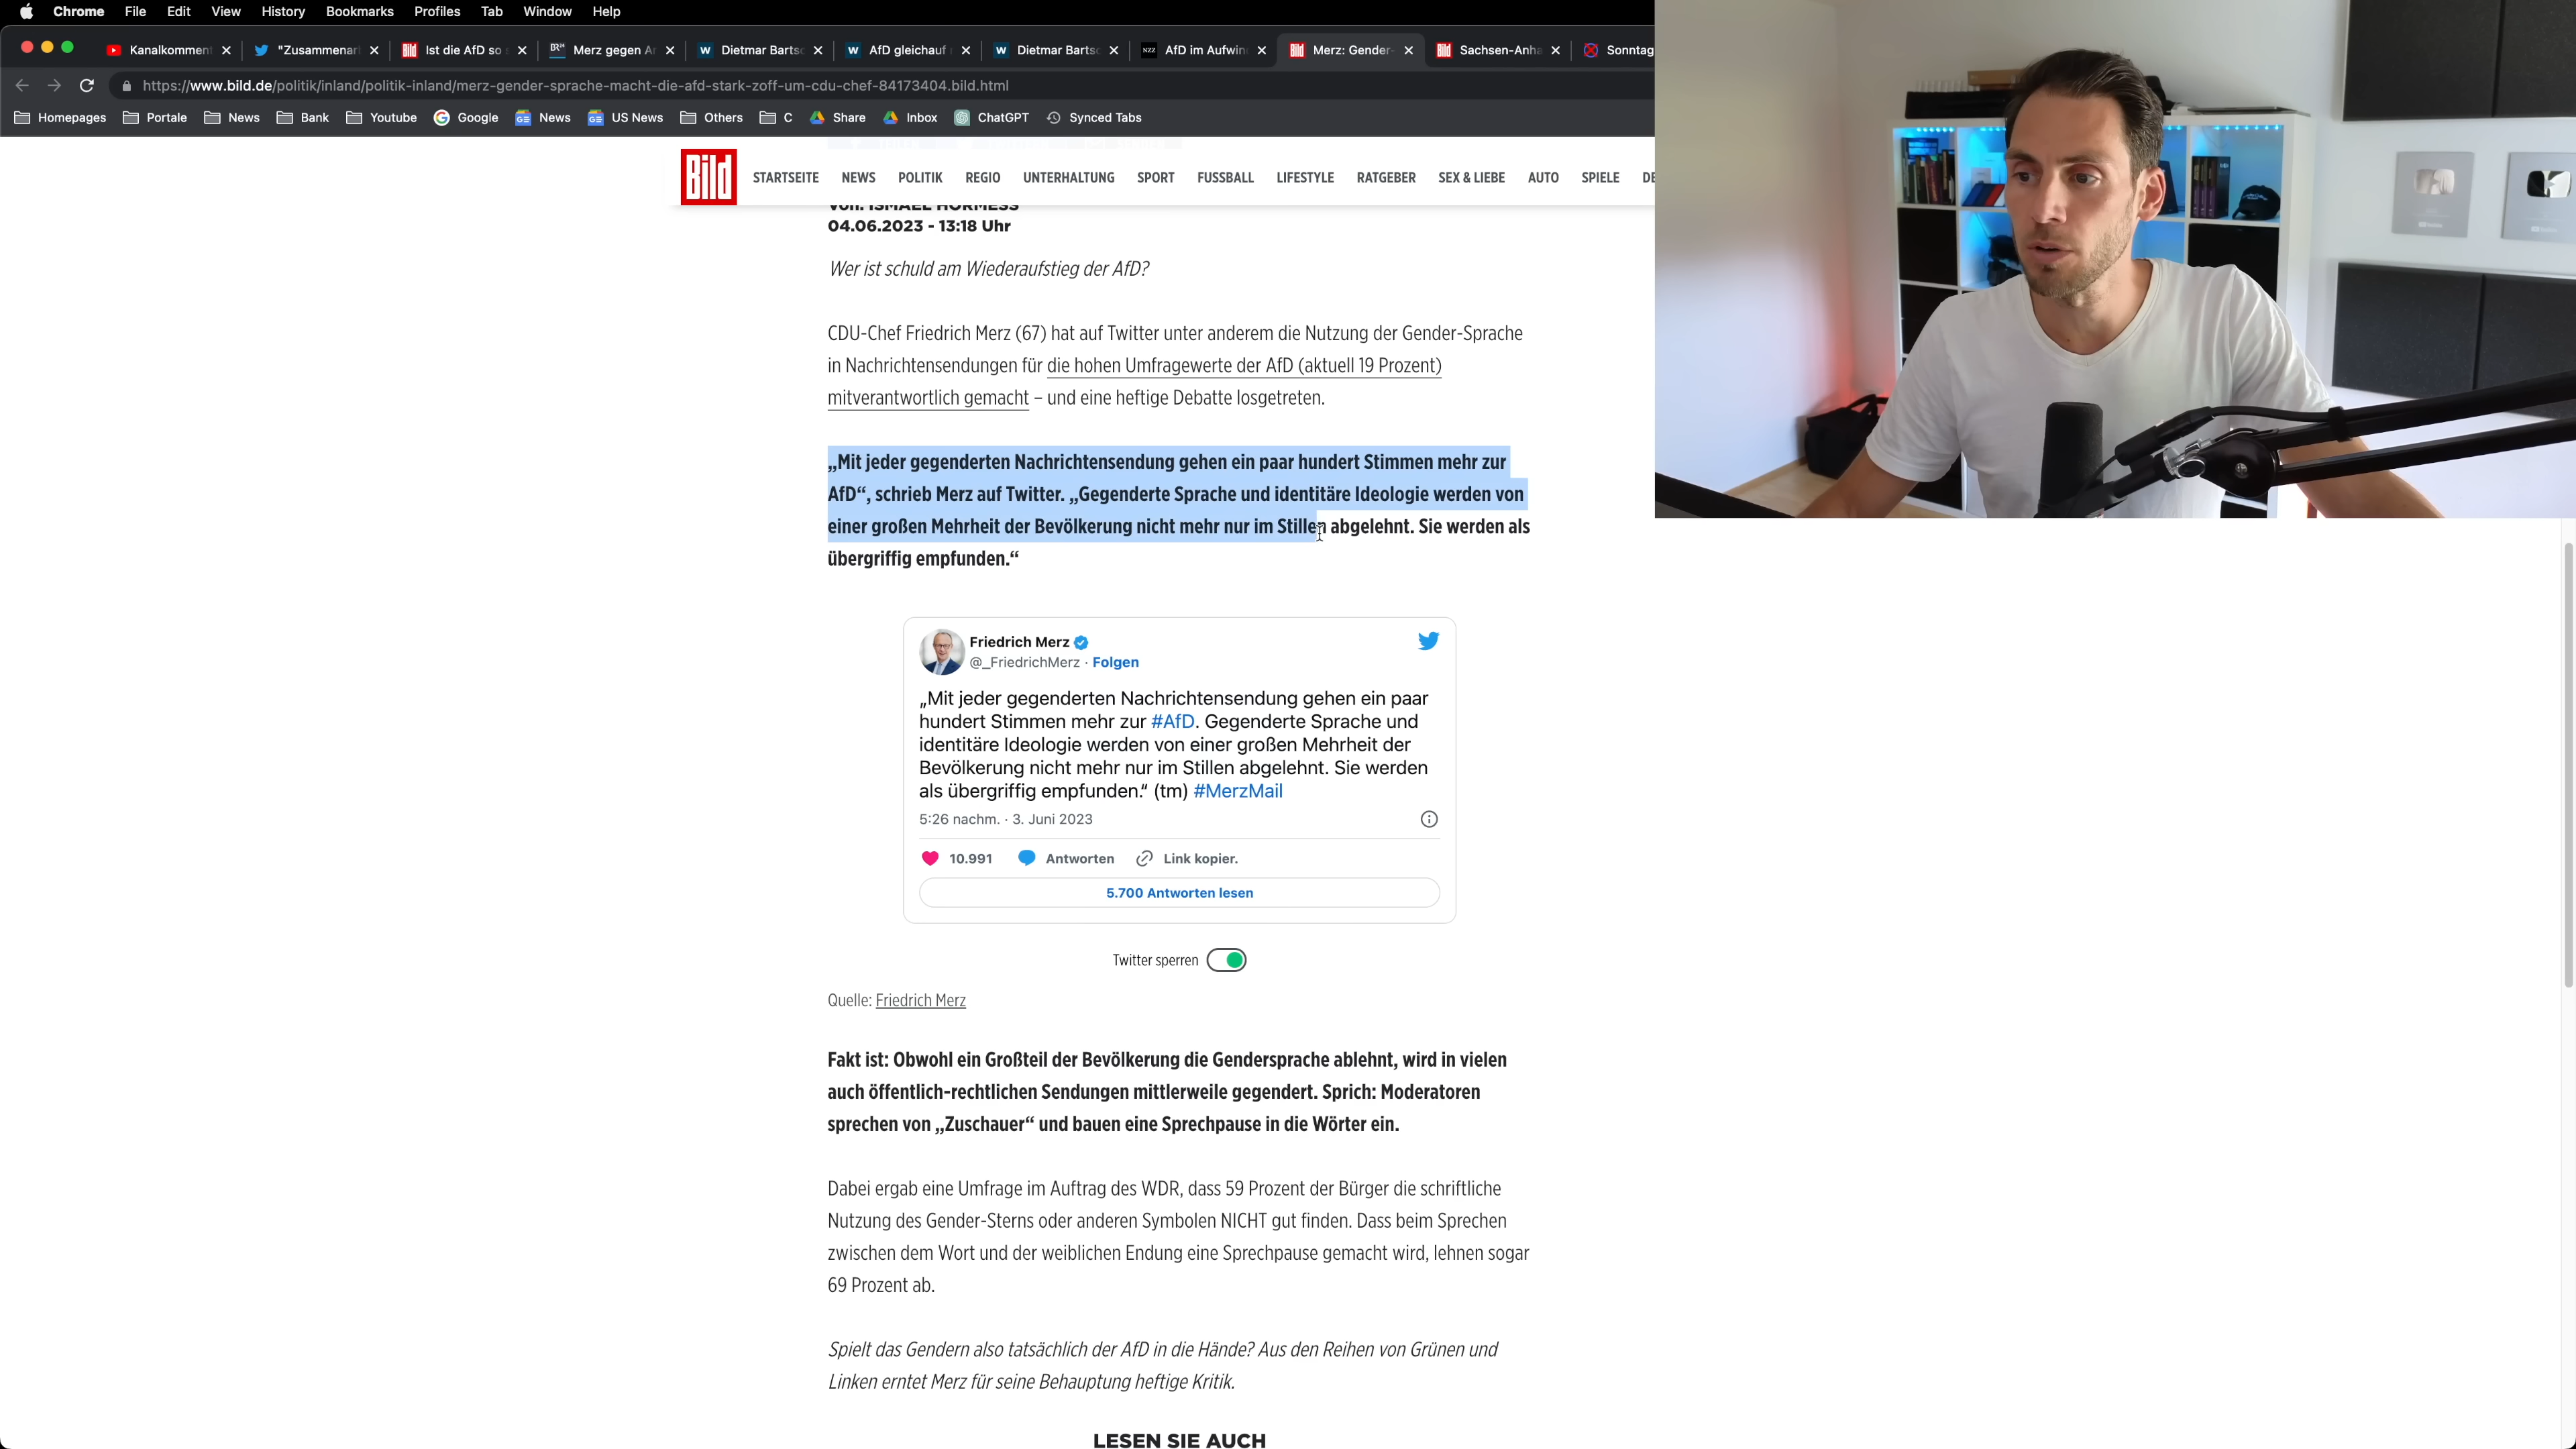 Chrome File Edit View History Bookmarks Profiles Tab Window Help
Kanalkomment "Zusammenar Ist die AfD so s BR24 Merz gegen Ar W Dietmar Bartsc W AfD gleichauf W Dietmar Bartsc NZZ AfD im Aufwin Bild Merz: Gender- Bild Sachsen-Anha Sonntag
https://www.bild.de/politik/inland/politik-inland/merz-gender-sprache-macht-die-afd-stark-zoff-um-cdu-chef-84173404.bild.html
Homepages Portale News Bank Youtube Google News US News Others C Share Inbox ChatGPT Synced Tabs
Bild STARTSEITE NEWS POLITIK REGIO UNTERHALTUNG SPORT FUSSBALL LIFESTYLE RATGEBER SEX & LIEBE AUTO SPIELE DE
Von: ISMAEL HORMESS
04.06.2023 - 13:18 Uhr
Wer ist schuld am Wiederaufstieg der AfD?
CDU-Chef Friedrich Merz (67) hat auf Twitter unter anderem die Nutzung der Gender-Sprache
in Nachrichtensendungen für die hohen Umfragewerte der AfD (aktuell 19 Prozent)
mitverantwortlich gemacht – und eine heftige Debatte losgetreten.
„Mit jeder gegenderten Nachrichtensendung gehen ein paar hundert Stimmen mehr zur
AfD“, schrieb Merz auf Twitter. „Gegenderte Sprache und identitäre Ideologie werden von
einer großen Mehrheit der Bevölkerung nicht mehr nur im Stillen abgelehnt. Sie werden als
übergriffig empfunden.“
Friedrich Merz
@_FriedrichMerz · Folgen
„Mit jeder gegenderten Nachrichtensendung gehen ein paar
hundert Stimmen mehr zur #AfD. Gegenderte Sprache und
identitäre Ideologie werden von einer großen Mehrheit der
Bevölkerung nicht mehr nur im Stillen abgelehnt. Sie werden
als übergriffig empfunden.“ (tm) #MerzMail
5:26 nachm. · 3. Juni 2023
10.991 Antworten Link kopier.
5.700 Antworten lesen
Twitter sperren
Quelle: Friedrich Merz
Fakt ist: Obwohl ein Großteil der Bevölkerung die Gendersprache ablehnt, wird in vielen
auch öffentlich-rechtlichen Sendungen mittlerweile gegendert. Sprich: Moderatoren
sprechen von „Zuschauer“ und bauen eine Sprechpause in die Wörter ein.
Dabei ergab eine Umfrage im Auftrag des WDR, dass 59 Prozent der Bürger die schriftliche
Nutzung des Gender-Sterns oder anderen Symbolen NICHT gut finden. Dass beim Sprechen
zwischen dem Wort und der weiblichen Endung eine Sprechpause gemacht wird, lehnen sogar
69 Prozent ab.
Spielt das Gendern also tatsächlich der AfD in die Hände? Aus den Reihen von Grünen und
Linken erntet Merz für seine Behauptung heftige Kritik.
LESEN SIE AUCH